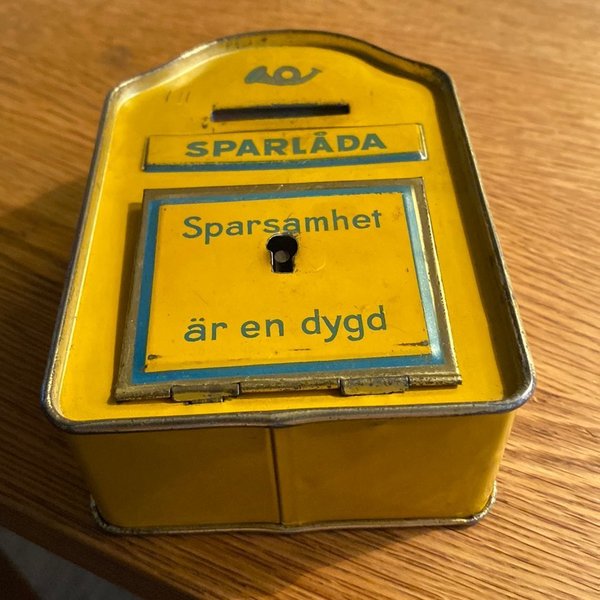 SPARLÅDA
Sparsamhet
är en dygd